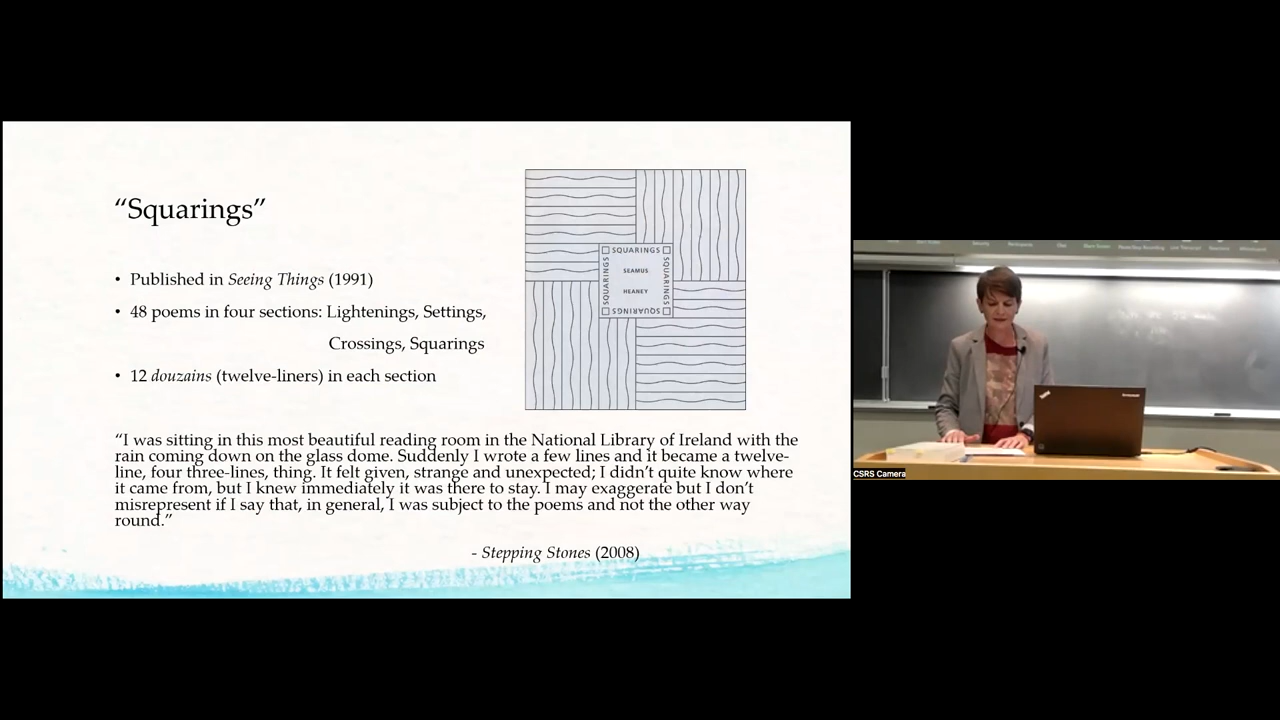 “Squarings”
• Published in Seeing Things (1991)
• 48 poems in four sections: Lightenings, Settings,
Crossings, Squarings
• 12 douzains (twelve-liners) in each section
SQUARINGS
SQUARINGS
SEAMUS
HEANEY
SQUARINGS
SQUARINGS
“I was sitting in this most beautiful reading room in the National Library of Ireland with the
rain coming down on the glass dome. Suddenly I wrote a few lines and it became a twelve-
line, four three-lines, thing. It felt given, strange and unexpected; I didn’t quite know where
it came from, but I knew immediately it was there to stay. I may exaggerate but I don’t
misrepresent if I say that, in general, I was subject to the poems and not the other way
round.”
- Stepping Stones (2008)
CSRS Camera